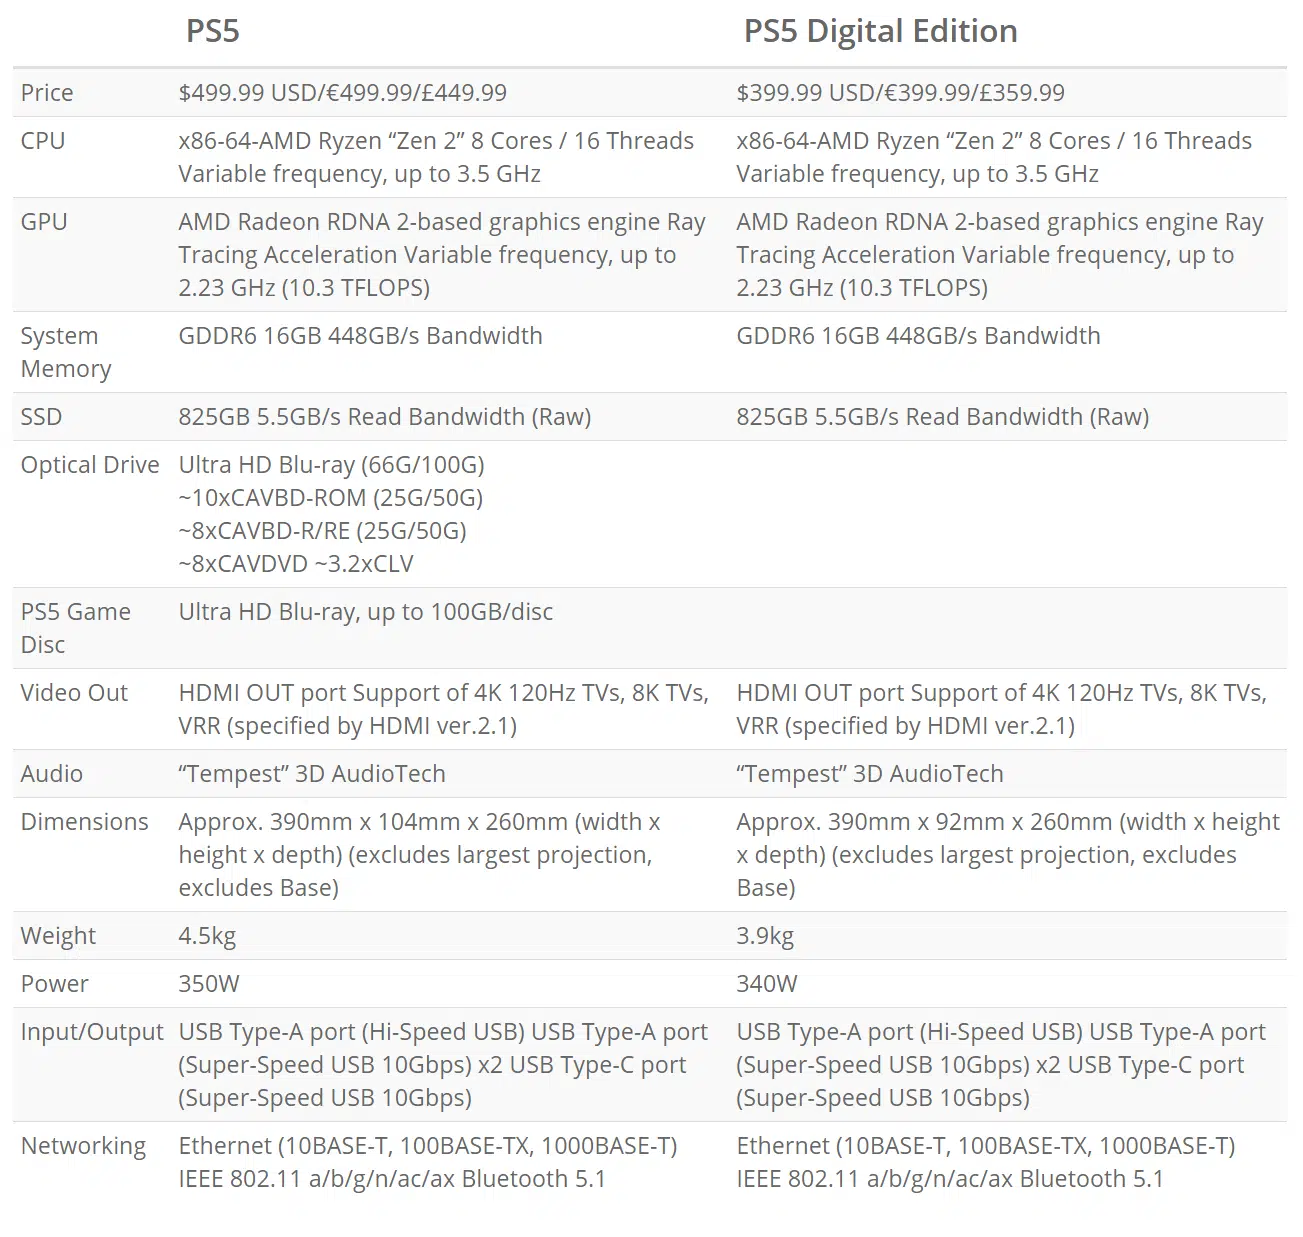 PS5 PS5 Digital Edition
Price $499.99 USD/€499.99/£449.99 $399.99 USD/€399.99/£359.99
CPU x86-64-AMD Ryzen “Zen 2” 8 Cores / 16 Threads x86-64-AMD Ryzen “Zen 2” 8 Cores / 16 Threads
Variable frequency, up to 3.5 GHz Variable frequency, up to 3.5 GHz
GPU AMD Radeon RDNA 2-based graphics engine Ray AMD Radeon RDNA 2-based graphics engine Ray
Tracing Acceleration Variable frequency, up to Tracing Acceleration Variable frequency, up to
2.23 GHz (10.3 TFLOPS) 2.23 GHz (10.3 TFLOPS)
System GDDR6 16GB 448GB/s Bandwidth GDDR6 16GB 448GB/s Bandwidth
Memory
SSD 825GB 5.5GB/s Read Bandwidth (Raw) 825GB 5.5GB/s Read Bandwidth (Raw)
Optical Drive Ultra HD Blu-ray (66G/100G)
~10xCAVBD-ROM (25G/50G)
~8xCAVBD-R/RE (25G/50G)
~8xCAVDVD ~3.2xCLV
PS5 Game Ultra HD Blu-ray, up to 100GB/disc
Disc
Video Out HDMI OUT port Support of 4K 120Hz TVs, 8K TVs, HDMI OUT port Support of 4K 120Hz TVs, 8K TVs,
VRR (specified by HDMI ver.2.1) VRR (specified by HDMI ver.2.1)
Audio “Tempest” 3D AudioTech “Tempest” 3D AudioTech
Dimensions Approx. 390mm x 104mm x 260mm (width x Approx. 390mm x 92mm x 260mm (width x height
height x depth) (excludes largest projection, x depth) (excludes largest projection, excludes
excludes Base) Base)
Weight 4.5kg 3.9kg
Power 350W 340W
Input/Output USB Type-A port (Hi-Speed USB) USB Type-A port USB Type-A port (Hi-Speed USB) USB Type-A port
(Super-Speed USB 10Gbps) x2 USB Type-C port (Super-Speed USB 10Gbps) x2 USB Type-C port
(Super-Speed USB 10Gbps) (Super-Speed USB 10Gbps)
Networking Ethernet (10BASE-T, 100BASE-TX, 1000BASE-T) Ethernet (10BASE-T, 100BASE-TX, 1000BASE-T)
IEEE 802.11 a/b/g/n/ac/ax Bluetooth 5.1 IEEE 802.11 a/b/g/n/ac/ax Bluetooth 5.1